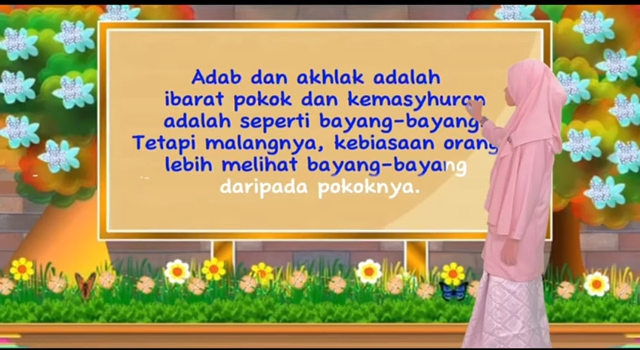 Adab dan akhlak adalah
ibarat pokok dan kemasyhuran
adalah seperti bayang-bayang.
Tetapi malangnya, kebiasaan orang
lebih melihat bayang-bayang
daripada pokoknya.